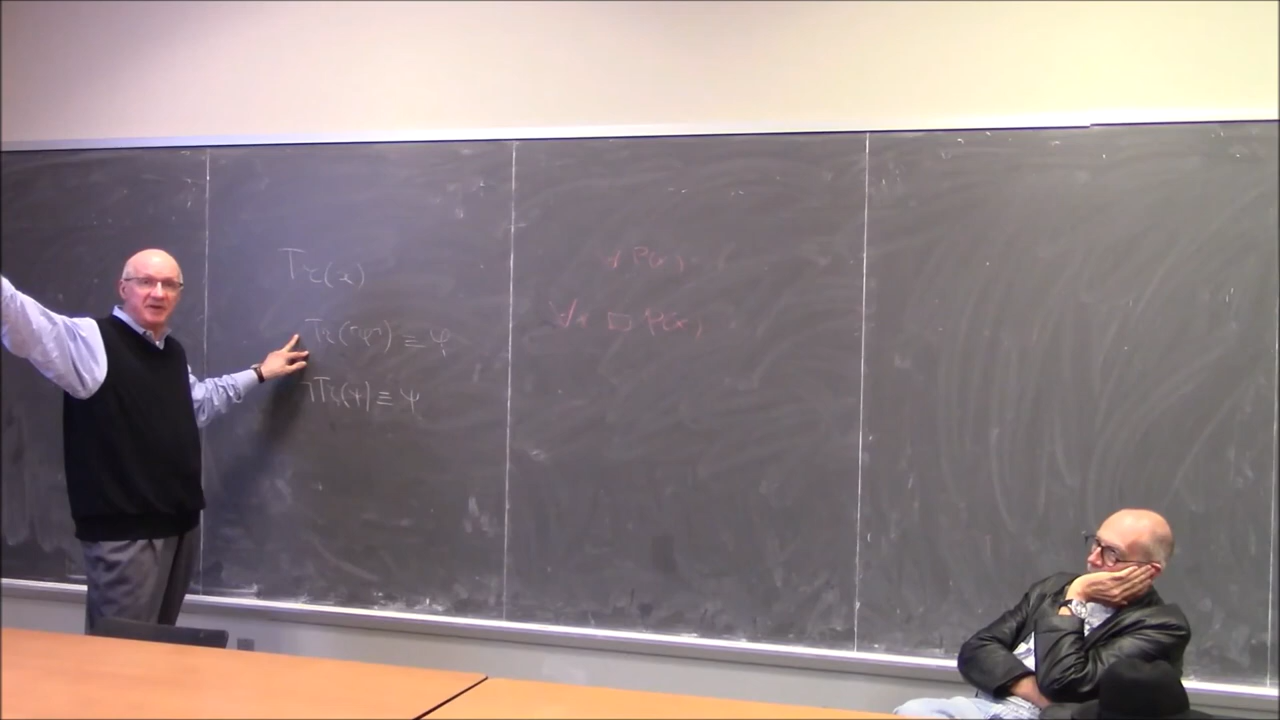 Tr(x)
Tr(⌜φ⌝) ≡ φ
¬Tr(ψ) ≡ ψ
∀x □ P(x)